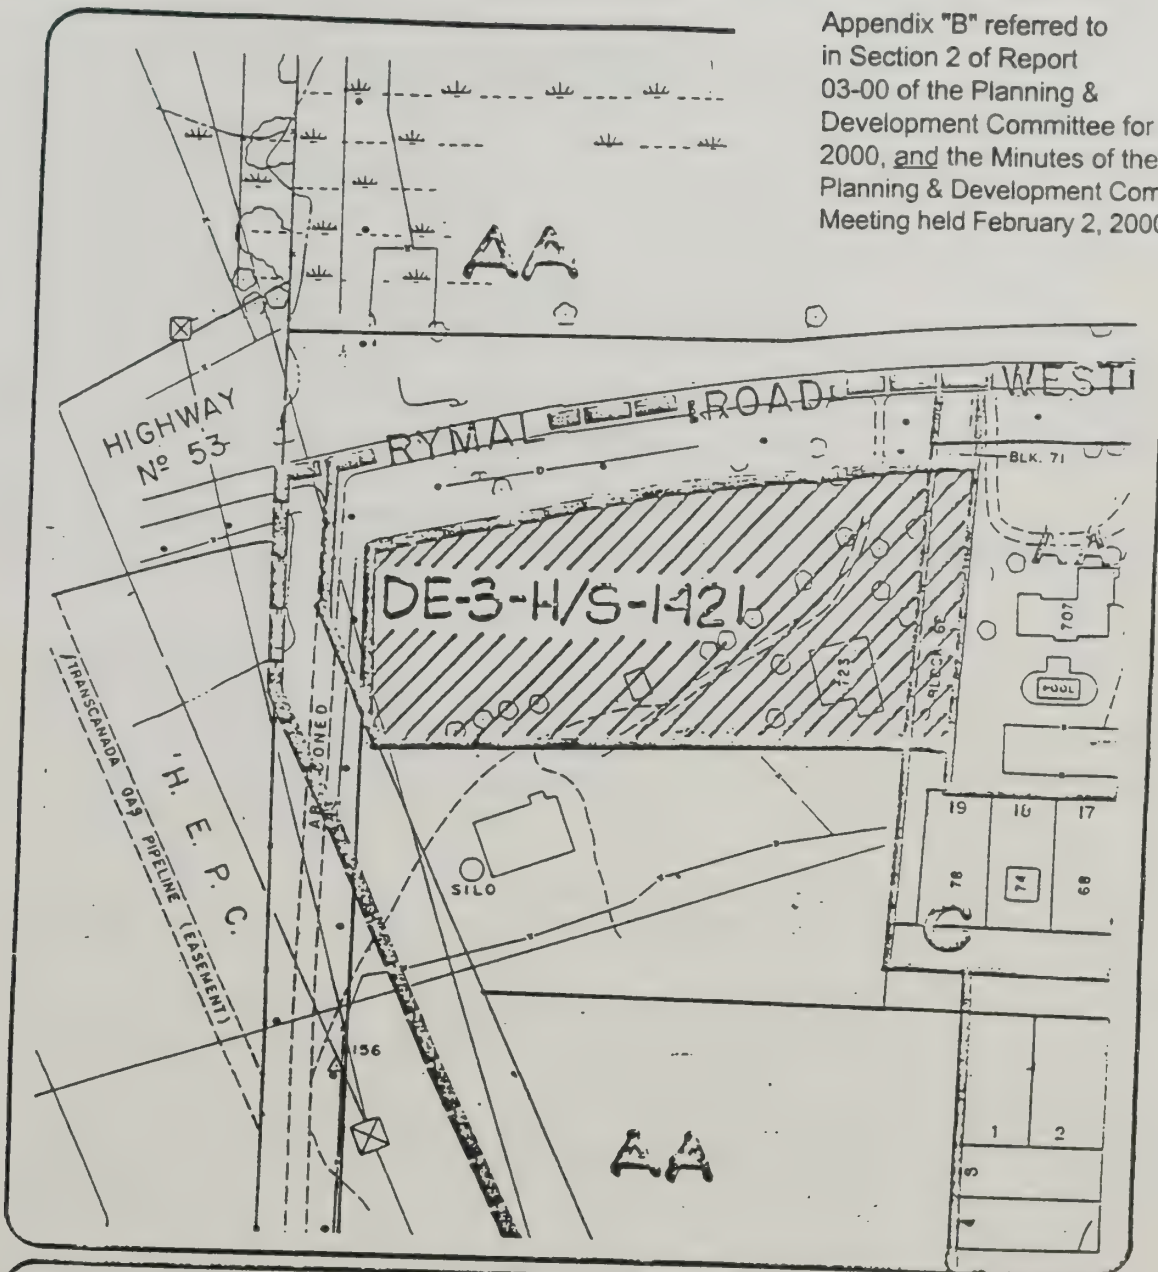 Appendix "B" referred to
in Section 2 of Report
03-00 of the Planning &
Development Committee for
2000, and the Minutes of the
Planning & Development Com
Meeting held February 2, 2000
AA
HIGHWAY
Nº 53
RYMAL ROAD WEST
BLK. 71
DE-3-H/S-1421
707
723
POOL
TRANSCANADA GAS PIPELINE (EASEMENT)
H. E. P. C.
SILO
19 18 17
78 74 68
156
AA
1 2
3